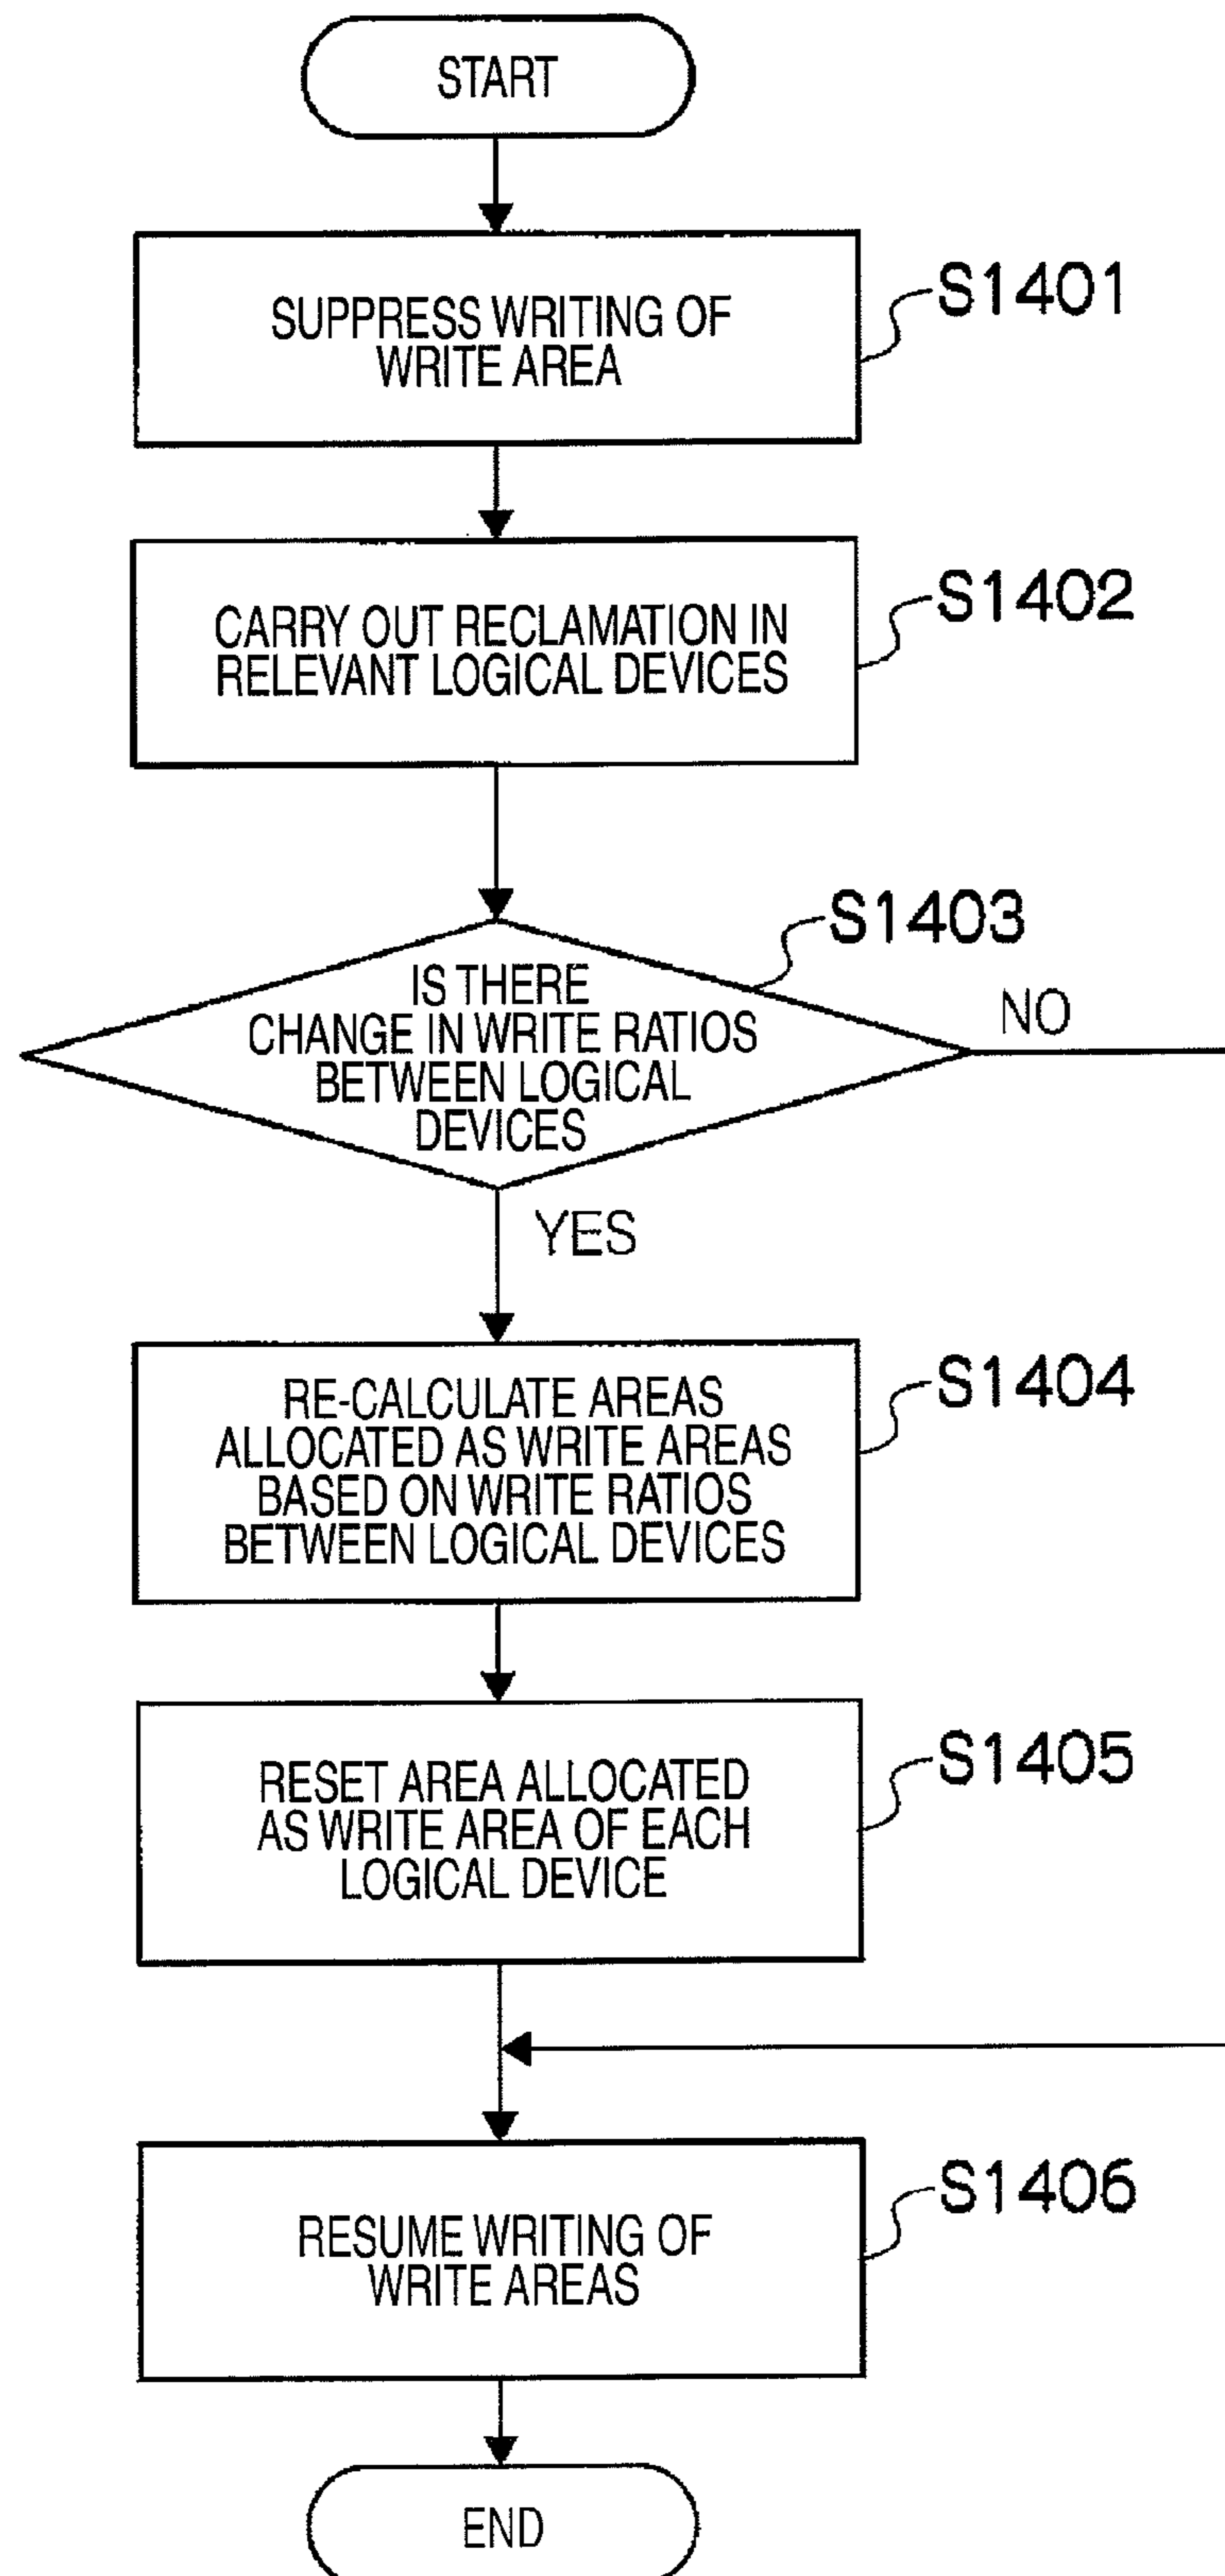 START
SUPPRESS WRITING OF
WRITE AREA
S1401
CARRY OUT RECLAMATION IN
RELEVANT LOGICAL DEVICES
S1402
S1403
IS THERE
CHANGE IN WRITE RATIOS
BETWEEN LOGICAL
DEVICES
NO
YES
RE-CALCULATE AREAS
ALLOCATED AS WRITE AREAS
BASED ON WRITE RATIOS
BETWEEN LOGICAL DEVICES
S1404
RESET AREA ALLOCATED
AS WRITE AREA OF EACH
LOGICAL DEVICE
S1405
RESUME WRITING OF
WRITE AREAS
S1406
END